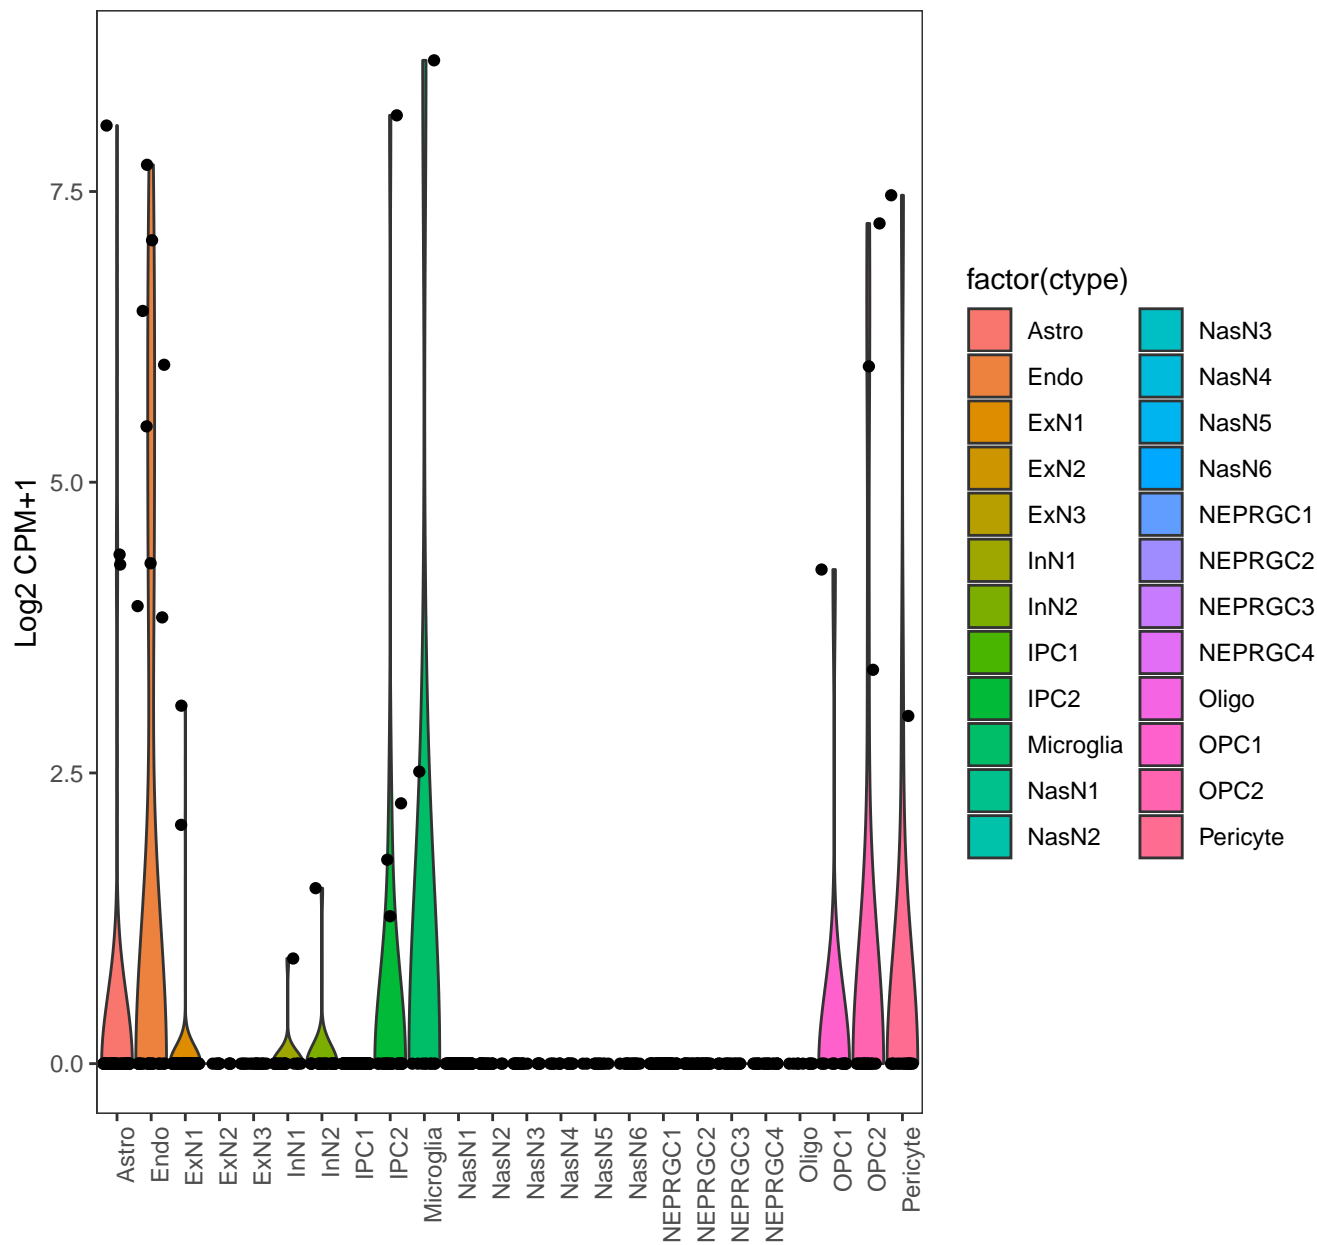 Log2 CPM+1
7.5
5.0
2.5
0.0
Astro
Endo
ExN1
ExN2
ExN3
InN1
InN2
IPC1
IPC2
Microglia
NasN1
NasN2
NasN3
NasN4
NasN5
NasN6
NEPRGC1
NEPRGC2
NEPRGC3
NEPRGC4
Oligo
OPC1
OPC2
Pericyte
factor(ctype)
Astro
Endo
ExN1
ExN2
ExN3
InN1
InN2
IPC1
IPC2
Microglia
NasN1
NasN2
NasN3
NasN4
NasN5
NasN6
NEPRGC1
NEPRGC2
NEPRGC3
NEPRGC4
Oligo
OPC1
OPC2
Pericyte